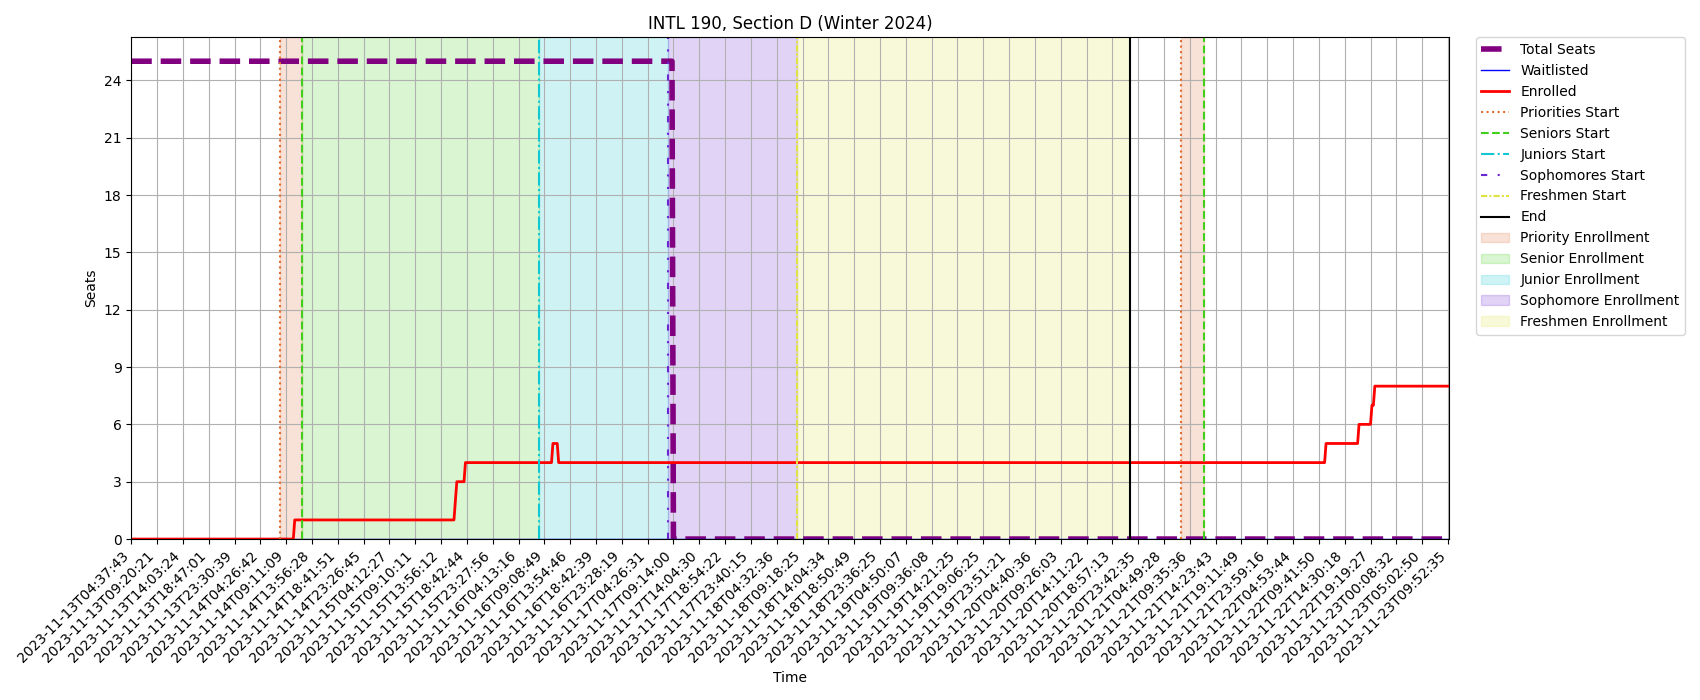 INTL 190, Section D (Winter 2024)
Total Seats
Waitlisted
Enrolled
Priorities Start
Seniors Start
Juniors Start
Sophomores Start
Freshmen Start
End
Priority Enrollment
Senior Enrollment
Junior Enrollment
Sophomore Enrollment
Freshmen Enrollment
Seats
24
21
18
15
12
9
6
3
0
2023-11-13T04:37:43
2023-11-13T09:20:21
2023-11-13T14:03:24
2023-11-13T18:47:01
2023-11-13T23:30:39
2023-11-14T04:26:42
2023-11-14T09:11:09
2023-11-14T13:56:28
2023-11-14T18:41:51
2023-11-14T23:26:45
2023-11-15T04:12:27
2023-11-15T09:10:11
2023-11-15T13:56:12
2023-11-15T18:42:44
2023-11-15T23:27:56
2023-11-16T04:13:16
2023-11-16T09:08:49
2023-11-16T13:54:46
2023-11-16T18:42:39
2023-11-16T23:28:19
2023-11-17T04:26:31
2023-11-17T09:14:00
2023-11-17T14:04:30
2023-11-17T18:54:22
2023-11-17T23:40:15
2023-11-18T04:32:36
2023-11-18T09:18:25
2023-11-18T14:04:34
2023-11-18T18:50:49
2023-11-18T23:36:25
2023-11-19T04:50:07
2023-11-19T09:36:08
2023-11-19T14:21:25
2023-11-19T19:06:25
2023-11-19T23:51:21
2023-11-20T04:40:36
2023-11-20T09:26:03
2023-11-20T14:11:22
2023-11-20T18:57:13
2023-11-20T23:42:35
2023-11-21T04:49:28
2023-11-21T09:35:36
2023-11-21T14:23:43
2023-11-21T19:11:49
2023-11-21T23:59:16
2023-11-22T04:53:44
2023-11-22T09:41:50
2023-11-22T14:30:18
2023-11-22T19:19:27
2023-11-23T00:08:32
2023-11-23T05:02:50
2023-11-23T09:52:35
Time